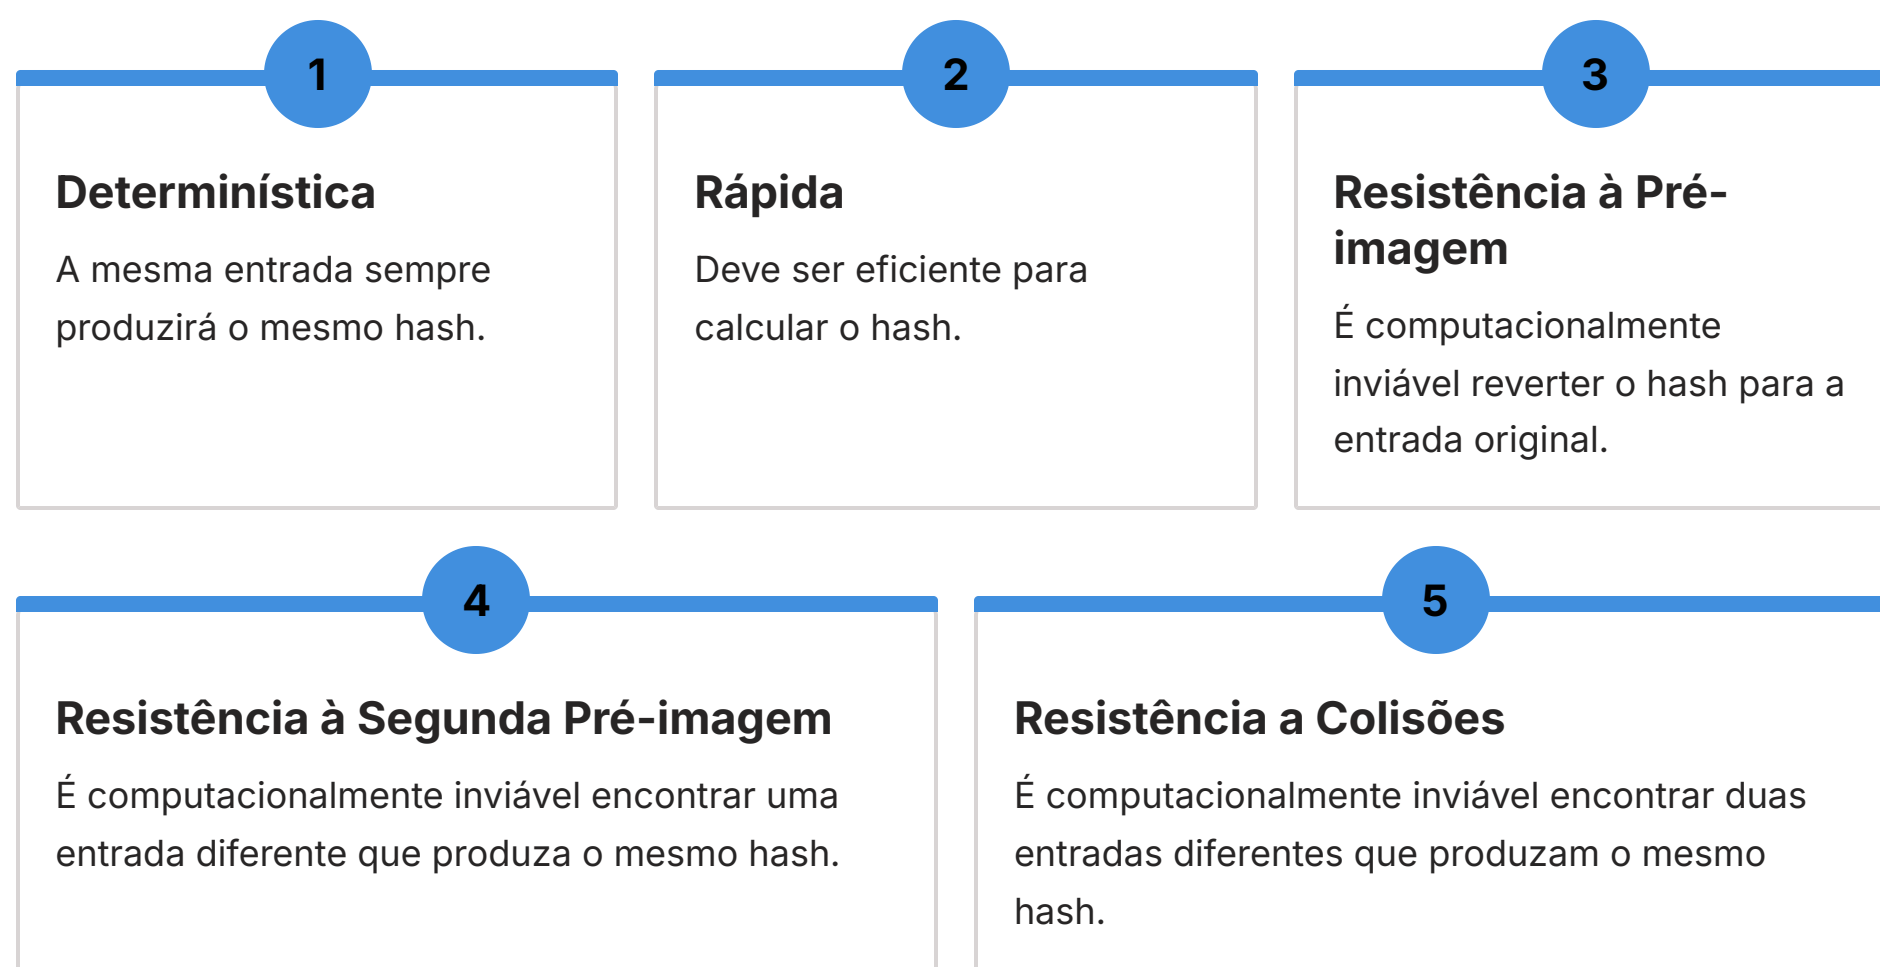 1
Determinística
A mesma entrada sempre
produzirá o mesmo hash.
2
Rápida
Deve ser eficiente para
calcular o hash.
3
Resistência à Pré-
imagem
É computacionalmente
inviável reverter o hash para a
entrada original.
4
Resistência à Segunda Pré-imagem
É computacionalmente inviável encontrar uma
entrada diferente que produza o mesmo hash.
5
Resistência a Colisões
É computacionalmente inviável encontrar duas
entradas diferentes que produzam o mesmo
hash.